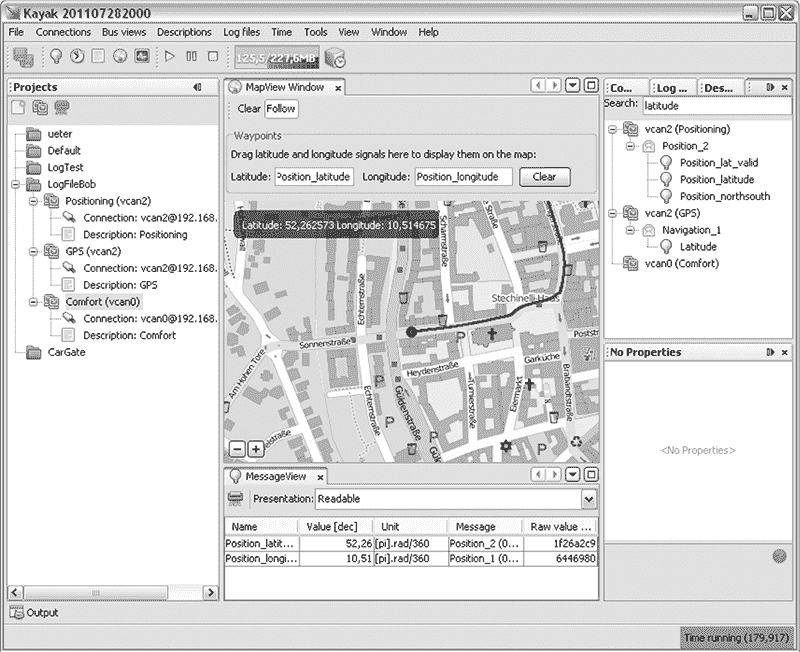 Kayak 201107282000
File Connections Bus views Descriptions Log files Time Tools View Window Help
125,5/227,6MB
Projects
ueter
Default
LogTest
LogFileBob
Positioning (vcan2)
Connection: vcan2@192.168.
Description: Positioning
GPS (vcan2)
Connection: vcan2@192.168.
Description: GPS
Comfort (vcan0)
Connection: vcan0@192.168.
Description: Comfort
CarGate
MapView Window
Clear Follow
Waypoints
Drag latitude and longitude signals here to display them on the map:
Latitude: Position_latitude Longitude: Position_longitude Clear
Latitude: 52,262573 Longitude: 10,514675
Scharrnstraße
Echternstraße
Stechinelli-Haus
Sonnenstraße
Poststr
Am Hohen Tore
Heydenstraße
Garküche
Echternstraße
Güldenstraße
Turnierstraße
Eiermarkt
Brabandtstraße
P
P
P
P
P
- +
MessageView
Presentation: Readable
Name Value [dec] Unit Message Raw value ...
Position_latit... 52,26 [pi].rad/360 Position_2 (0... 1f26a2c9
Position_longi... 10,51 [pi].rad/360 Position_1 (0... 6446980
Co... Log ... Des...
Search: latitude
vcan2 (Positioning)
Position_2
Position_lat_valid
Position_latitude
Position_northsouth
vcan2 (GPS)
Navigation_1
Latitude
vcan0 (Comfort)
No Properties
<No Properties>
Output
Time running (179,917)